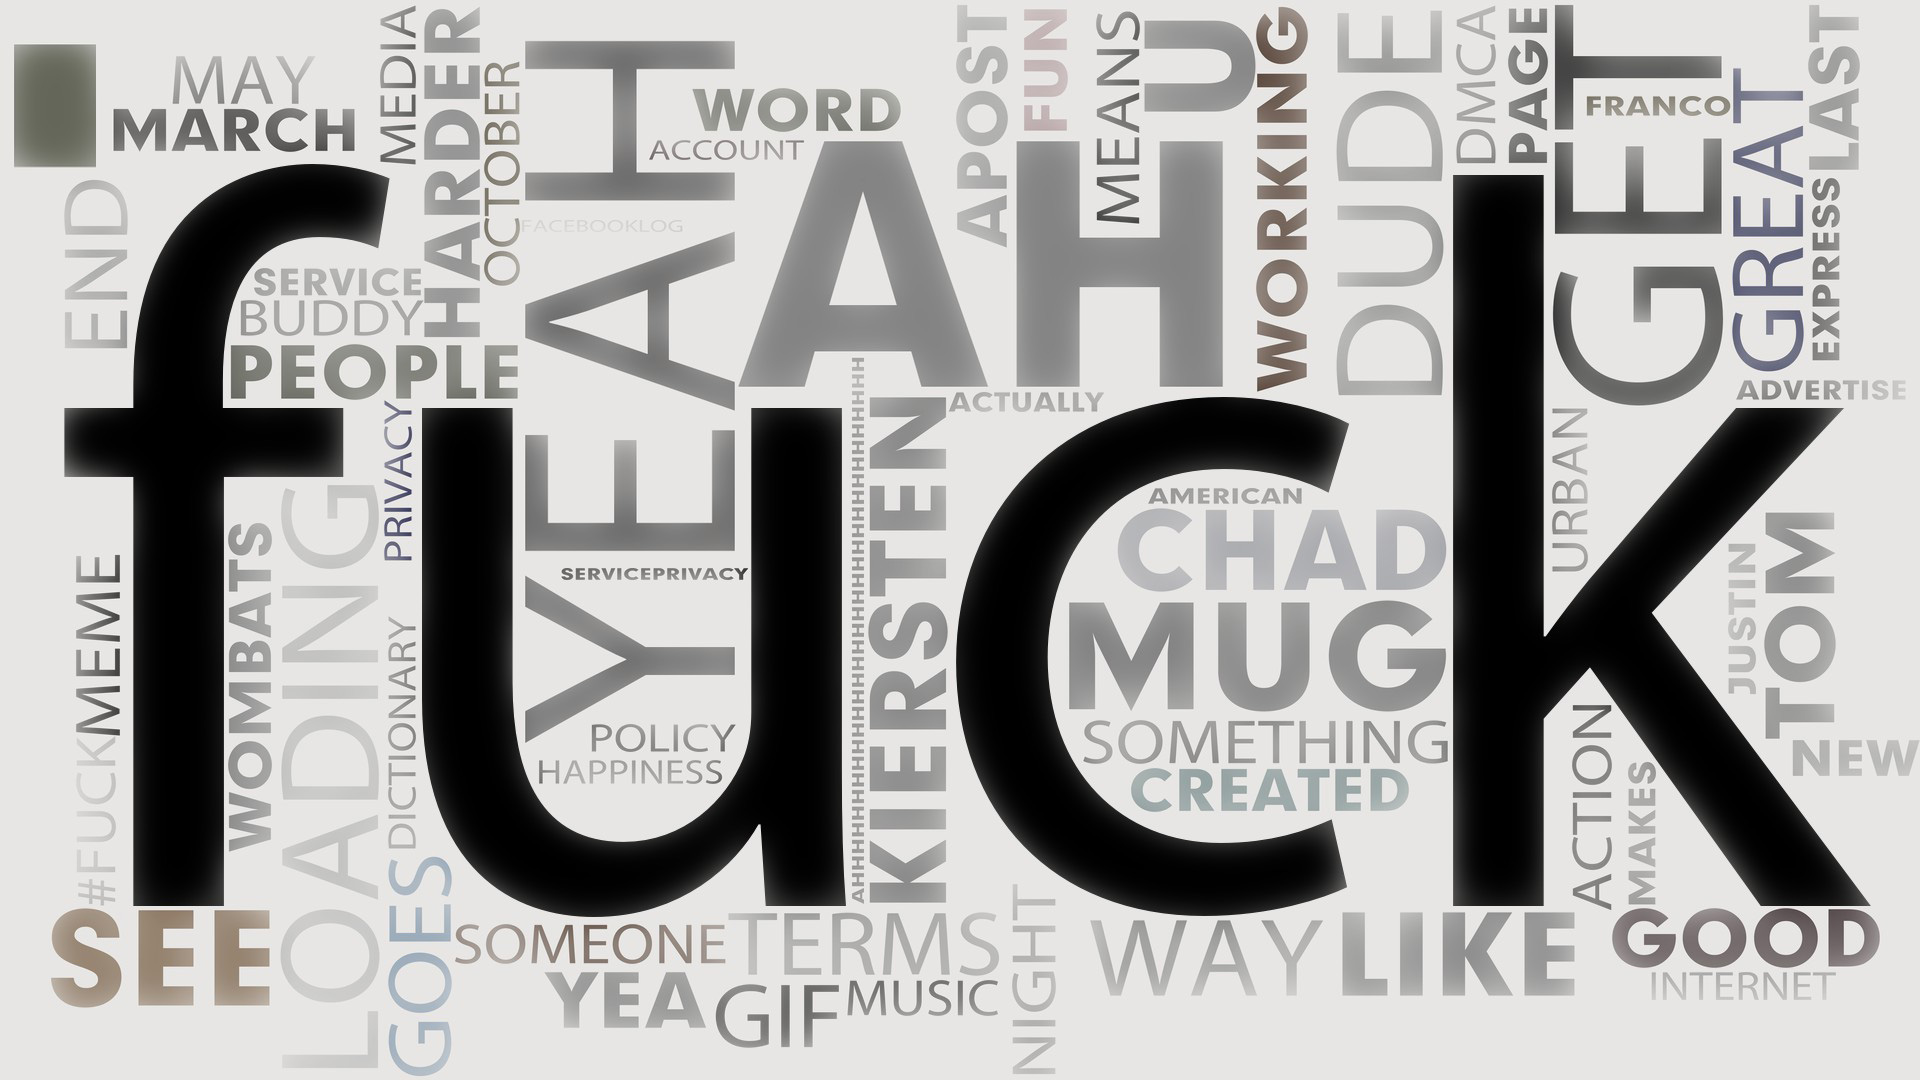 MAY
MARCH
MEDIA
HARDER
OCTOBER
YEAH
WORD
ACCOUNT
FACEBOOKLOG
AH
APOST
FUN
MEANS
U
WORKING
DUDE
DMCA
PAGE
GET
FRANCO
GREAT
LAST
EXPRESS
ADVERTISE
END
SERVICE
BUDDY
PEOPLE
PRIVACY
ACTUALLY
fuck
SERVICEPRIVACY
POLICY
HAPPINESS
KIERSTEN
AMERICAN
CHAD
MUG
SOMETHING
CREATED
URBAN
JUSTIN
TOM
NEW
ACTION
MAKES
MEME
#FUCK
WOMBATS
LOADING
DICTIONARY
GOES
SEE
SOMEONE
TERMS
YEA
GIF
MUSIC
NIGHT
WAY
LIKE
GOOD
INTERNET